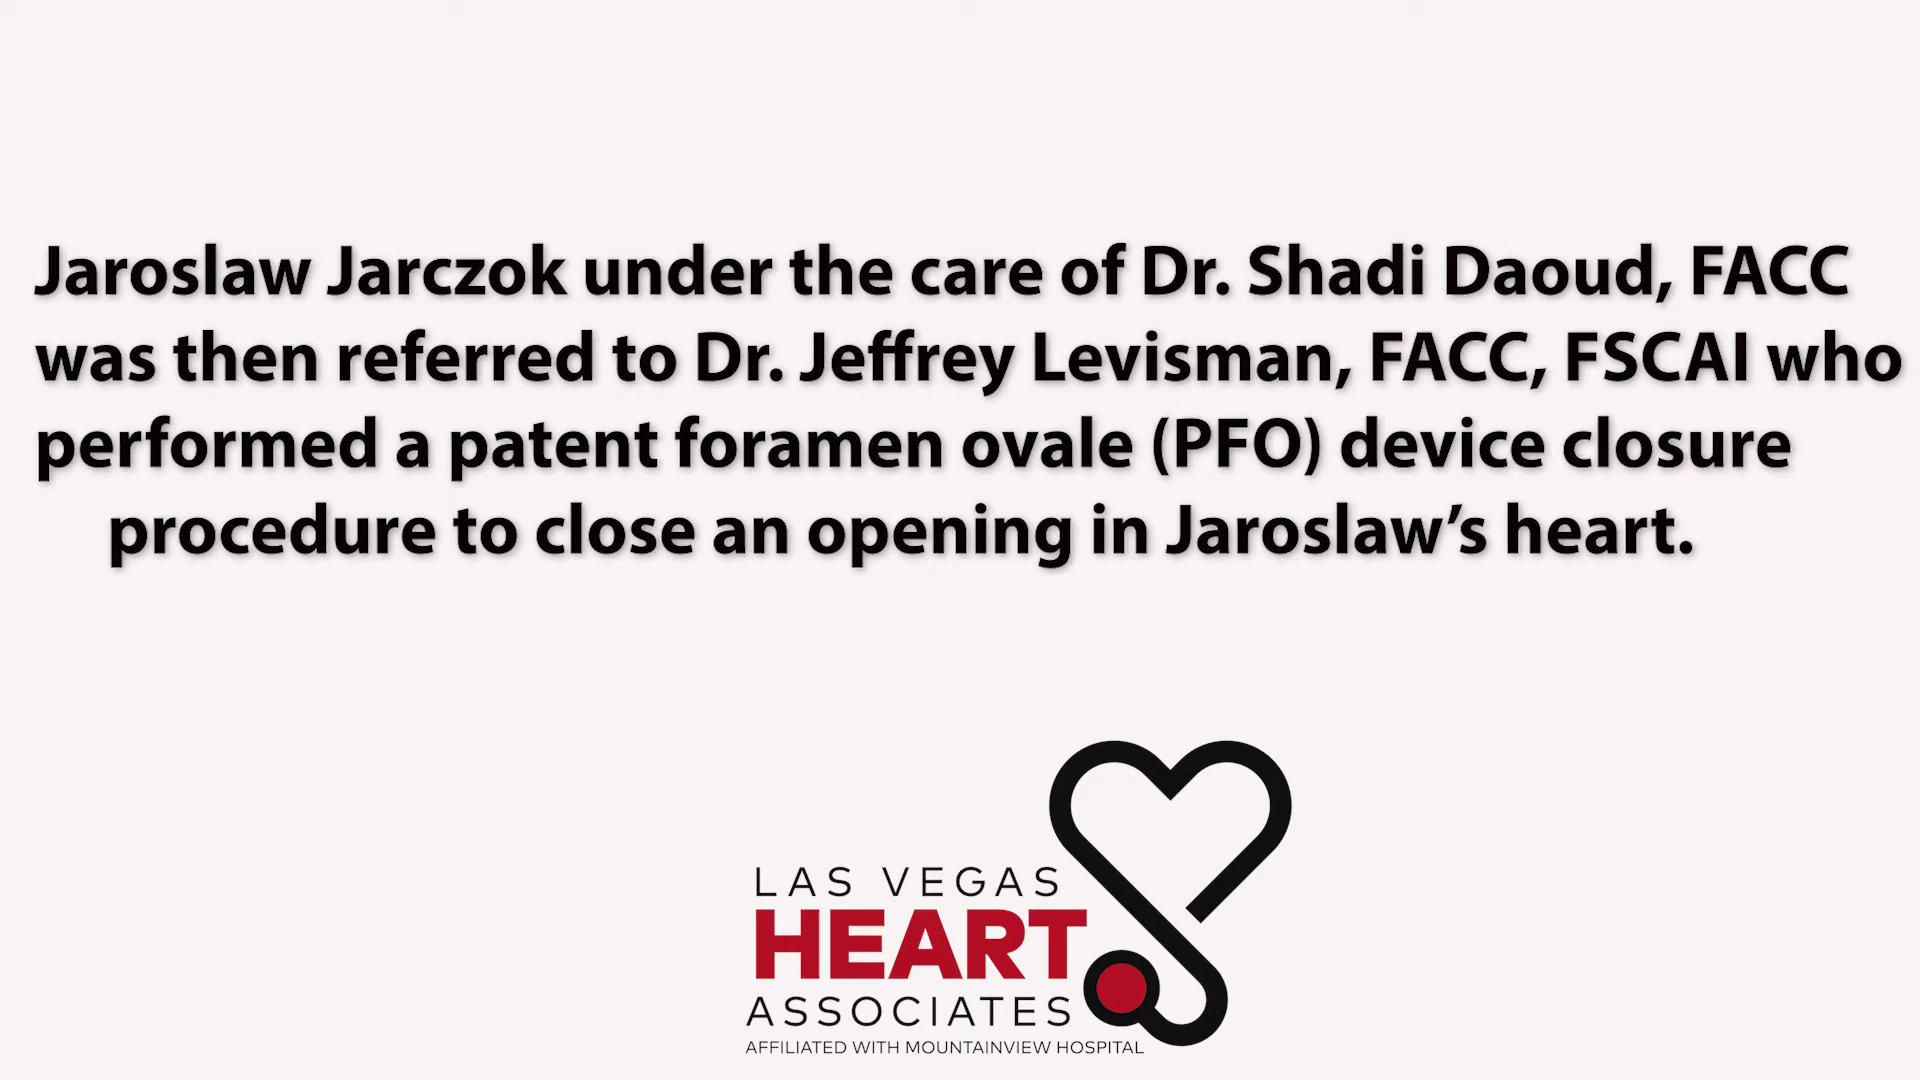 Jaroslaw Jarczok under the care of Dr. Shadi Daoud, FACC
was then referred to Dr. Jeffrey Levisman, FACC, FSCAI who
performed a patent foramen ovale (PFO) device closure
procedure to close an opening in Jaroslaw’s heart.
LAS VEGAS
HEART
ASSOCIATES
AFFILIATED WITH MOUNTAINVIEW HOSPITAL